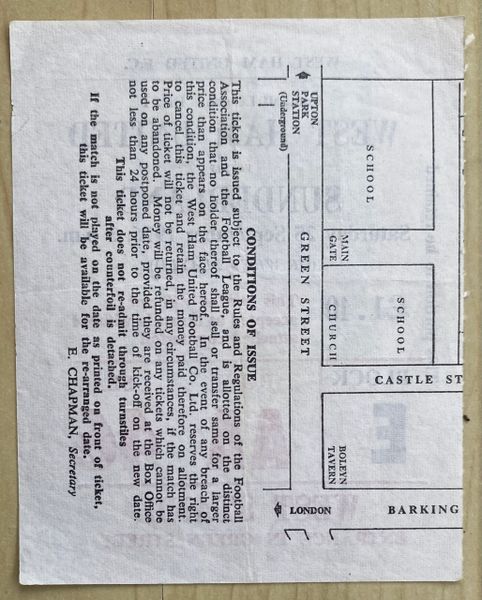 UPTON
PARK
STATION
(Underground)
SCHOOL
MAIN
GATE
GREEN STREET
SCHOOL
CHURCH
CASTLE ST
BOLEYN
TAVERN
LONDON
BARKING
CONDITIONS OF ISSUE
This ticket is issued subject to the Rules and Regulations of the Football
Association and the Football League, and is allotted on the distinct
condition that no holder thereof shall sell or transfer same for a larger
price than appears on the face hereof. In the event of any breach of
this condition, the West Ham United Football Co. Ltd. reserves the right
to cancel this ticket and retain the money paid therefore on allotment.
Price of ticket will not be returned, in any circumstances, if the match has
to be abandoned. Money will be refunded on any tickets which cannot be
used on any postponed date, provided they are received at the Box Office
not less than 24 hours prior to the time of kick-off on the new date.
This ticket does not re-admit through turnstiles
after counterfoil is detached.
If the match is not played on the date as printed on front of ticket,
this ticket will be available for the re-arranged date.
E. CHAPMAN, Secretary